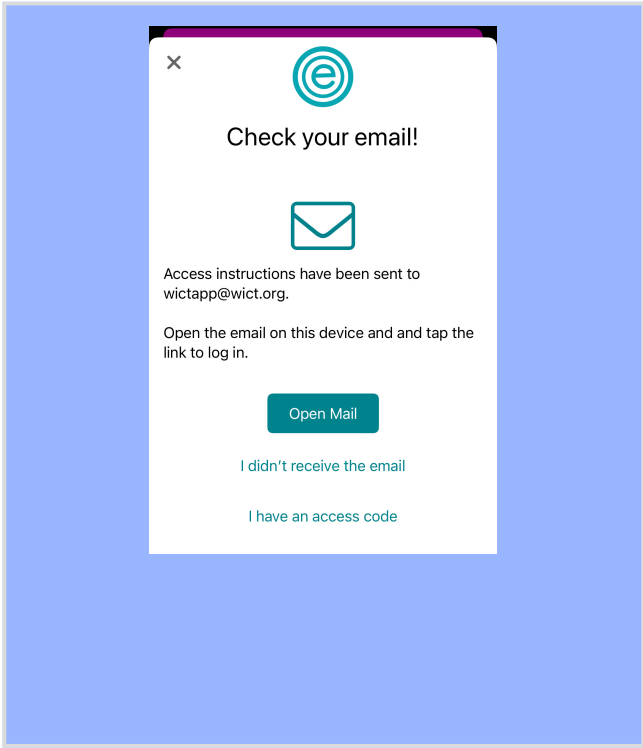 e
Check your email!
Access instructions have been sent to
wictapp@wict.org.
Open the email on this device and and tap the
link to log in.
Open Mail
I didn't receive the email
I have an access code